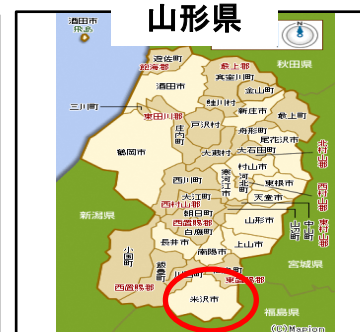 山形県
酒田市
飛島
遊佐町
飽海郡
秋田県
最上郡
真室川町
酒田市
金山町
三川町
鮭川村
新庄市
最上町
東田川郡
庄内町
戸沢村
舟形町
尾花沢市
北村山郡
鶴岡市
大蔵村
大石田町
村山市
西川町
寒河江市
河北町
東根市
西村山郡
大江町
天童市
西村山郡
朝日町
山辺町
中山町
東村山郡
新潟県
西置賜郡
白鷹町
山形市
長井市
南陽市
上山市
小国町
飯豊町
宮城県
川西町
東置賜郡
西置賜郡
米沢市
福島県
(C)Mapion